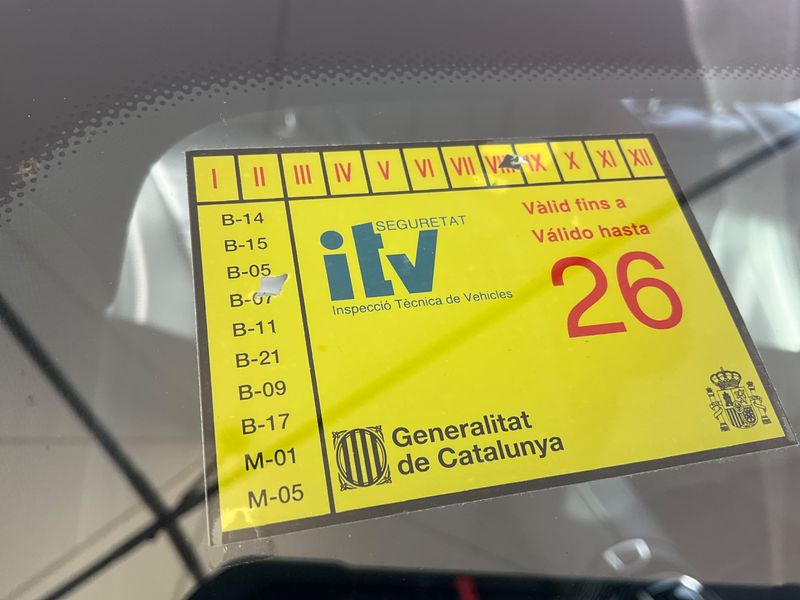 I II III IV V VI VII VIII IX X XI XII
B-14
B-15
B-05
B-07
B-11
B-21
B-09
B-17
M-01
M-05
SEGURETAT
itv
Inspecció Tècnica de Vehicles
Vàlid fins a
Válido hasta
26
Generalitat
de Catalunya